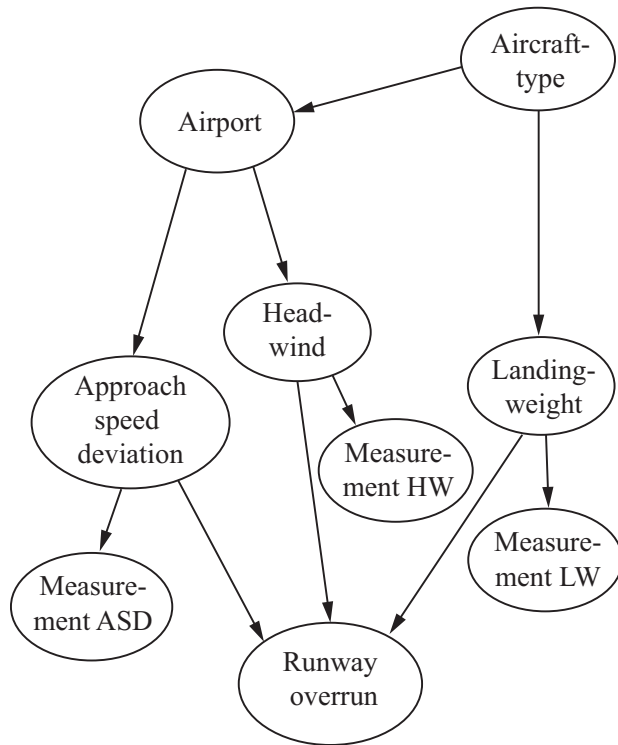 Aircraft-
type
Airport
Head-
wind
Approach
speed
deviation
Landing-
weight
Measure-
ment HW
Measure-
ment LW
Measure-
ment ASD
Runway
overrun